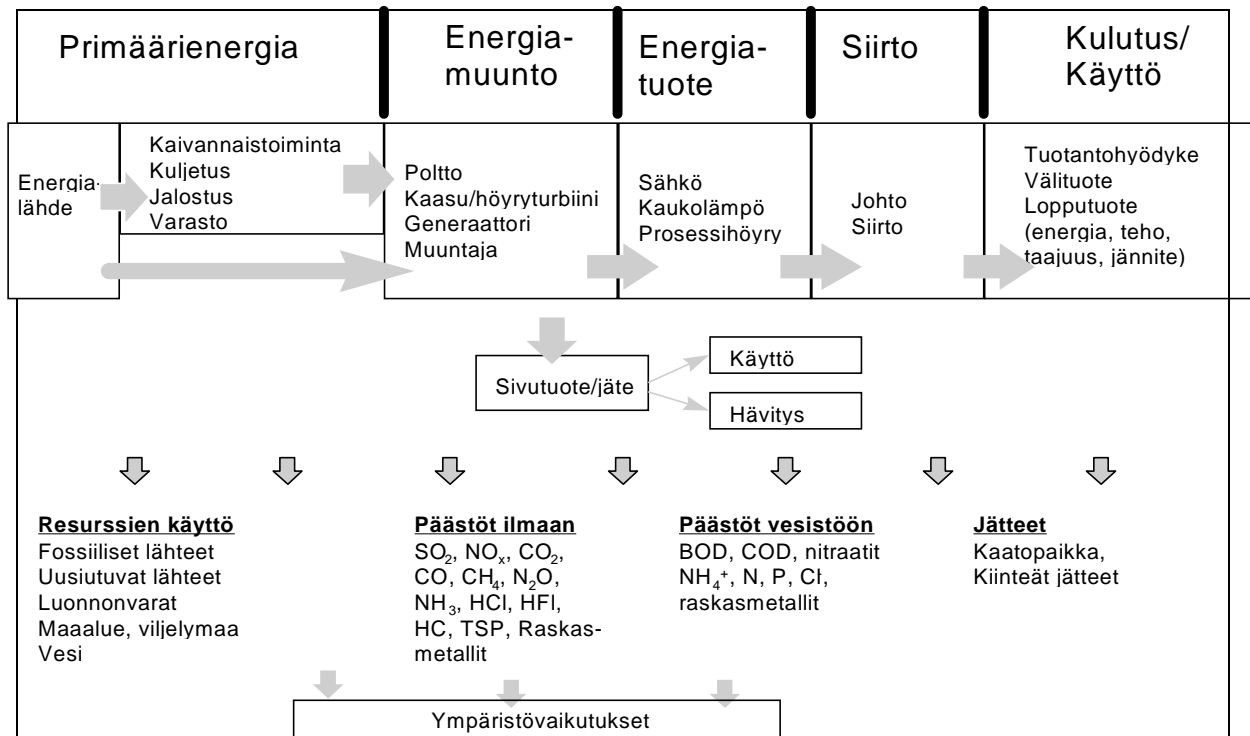 Primäärienergia
Energia-
muunto
Energia-
tuote
Siirto
Kulutus/
Käyttö
Energia-
lähde
Kaivannaistoiminta
Kuljetus
Jalostus
Varasto
Poltto
Kaasu/höyryturbiini
Generaattori
Muuntaja
Sähkö
Kaukolämpö
Prosessihöyry
Johto
Siirto
Tuotantohyödyke
Välituote
Lopputuote
(energia, teho,
taajuus, jännite)
Sivutuote/jäte
Käyttö
Hävitys
Resurssien käyttö
Fossiiliset lähteet
Uusiutuvat lähteet
Luonnonvarat
Maaalue, viljelymaa
Vesi
Päästöt ilmaan
SO₂, NOₓ, CO₂,
CO, CH₄, N₂O,
NH₃, HCl, HFl,
HC, TSP, Raskas-
metallit
Päästöt vesistöön
BOD, COD, nitraatit
NH₄⁺, N, P, Cl,
raskasmetallit
Jätteet
Kaatopaikka,
Kiinteät jätteet
Ympäristövaikutukset